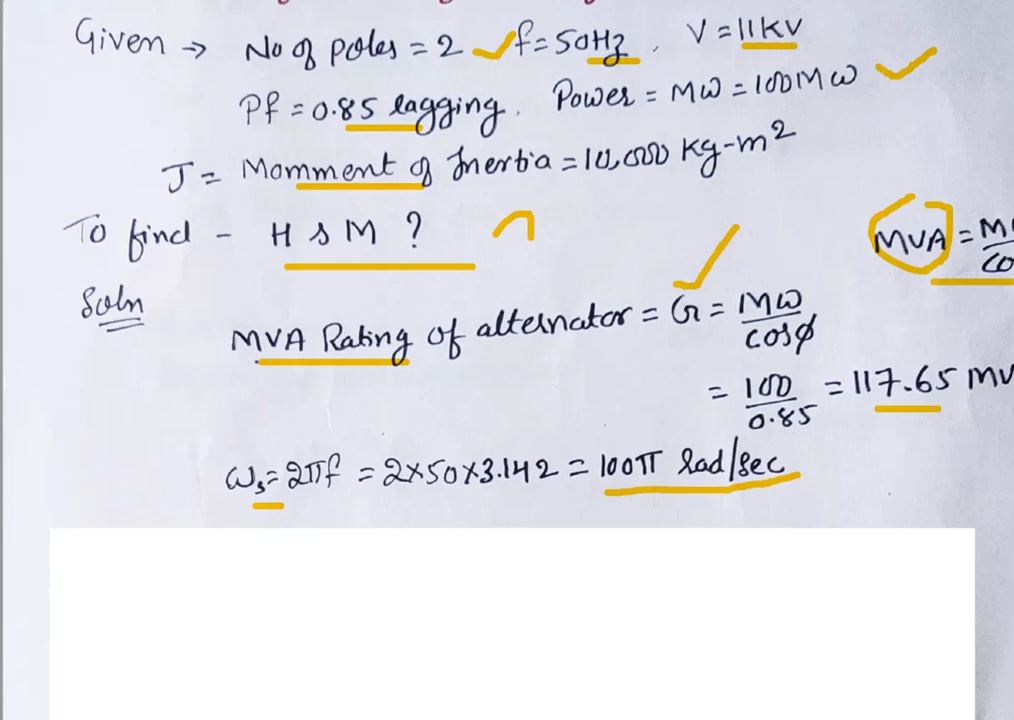 Given → No of poles = 2 f = 50Hz, V = 11KV
Pf = 0.85 lagging, Power = MW = 100MW
J = Momment of Inertia = 10,000 Kg-m²
To find - H & M ?
MVA = M
co
Soln
MVA Rating of alternator = G = MW/cosφ
= 100/0.85 = 117.65 MV
ωs = 2πf = 2×50×3.142 = 100π rad/sec